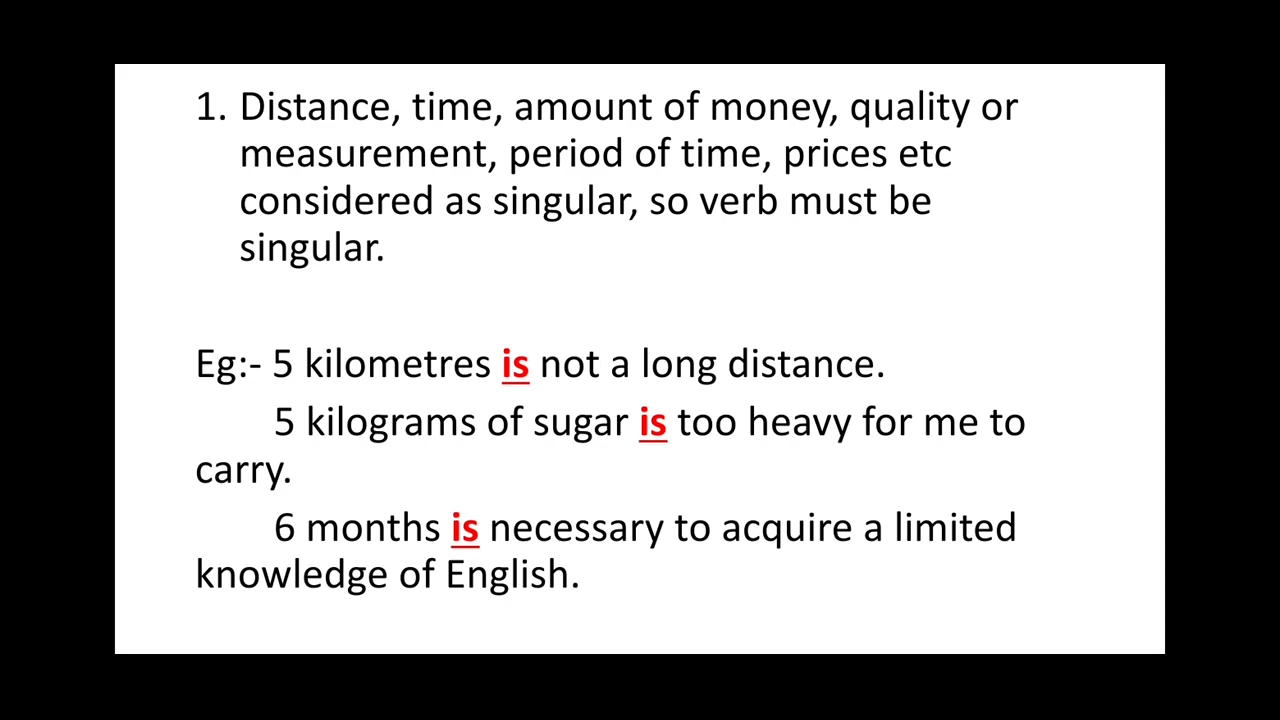 1. Distance, time, amount of money, quality or
measurement, period of time, prices etc
considered as singular, so verb must be
singular.
Eg:- 5 kilometres is not a long distance.
5 kilograms of sugar is too heavy for me to
carry.
6 months is necessary to acquire a limited
knowledge of English.